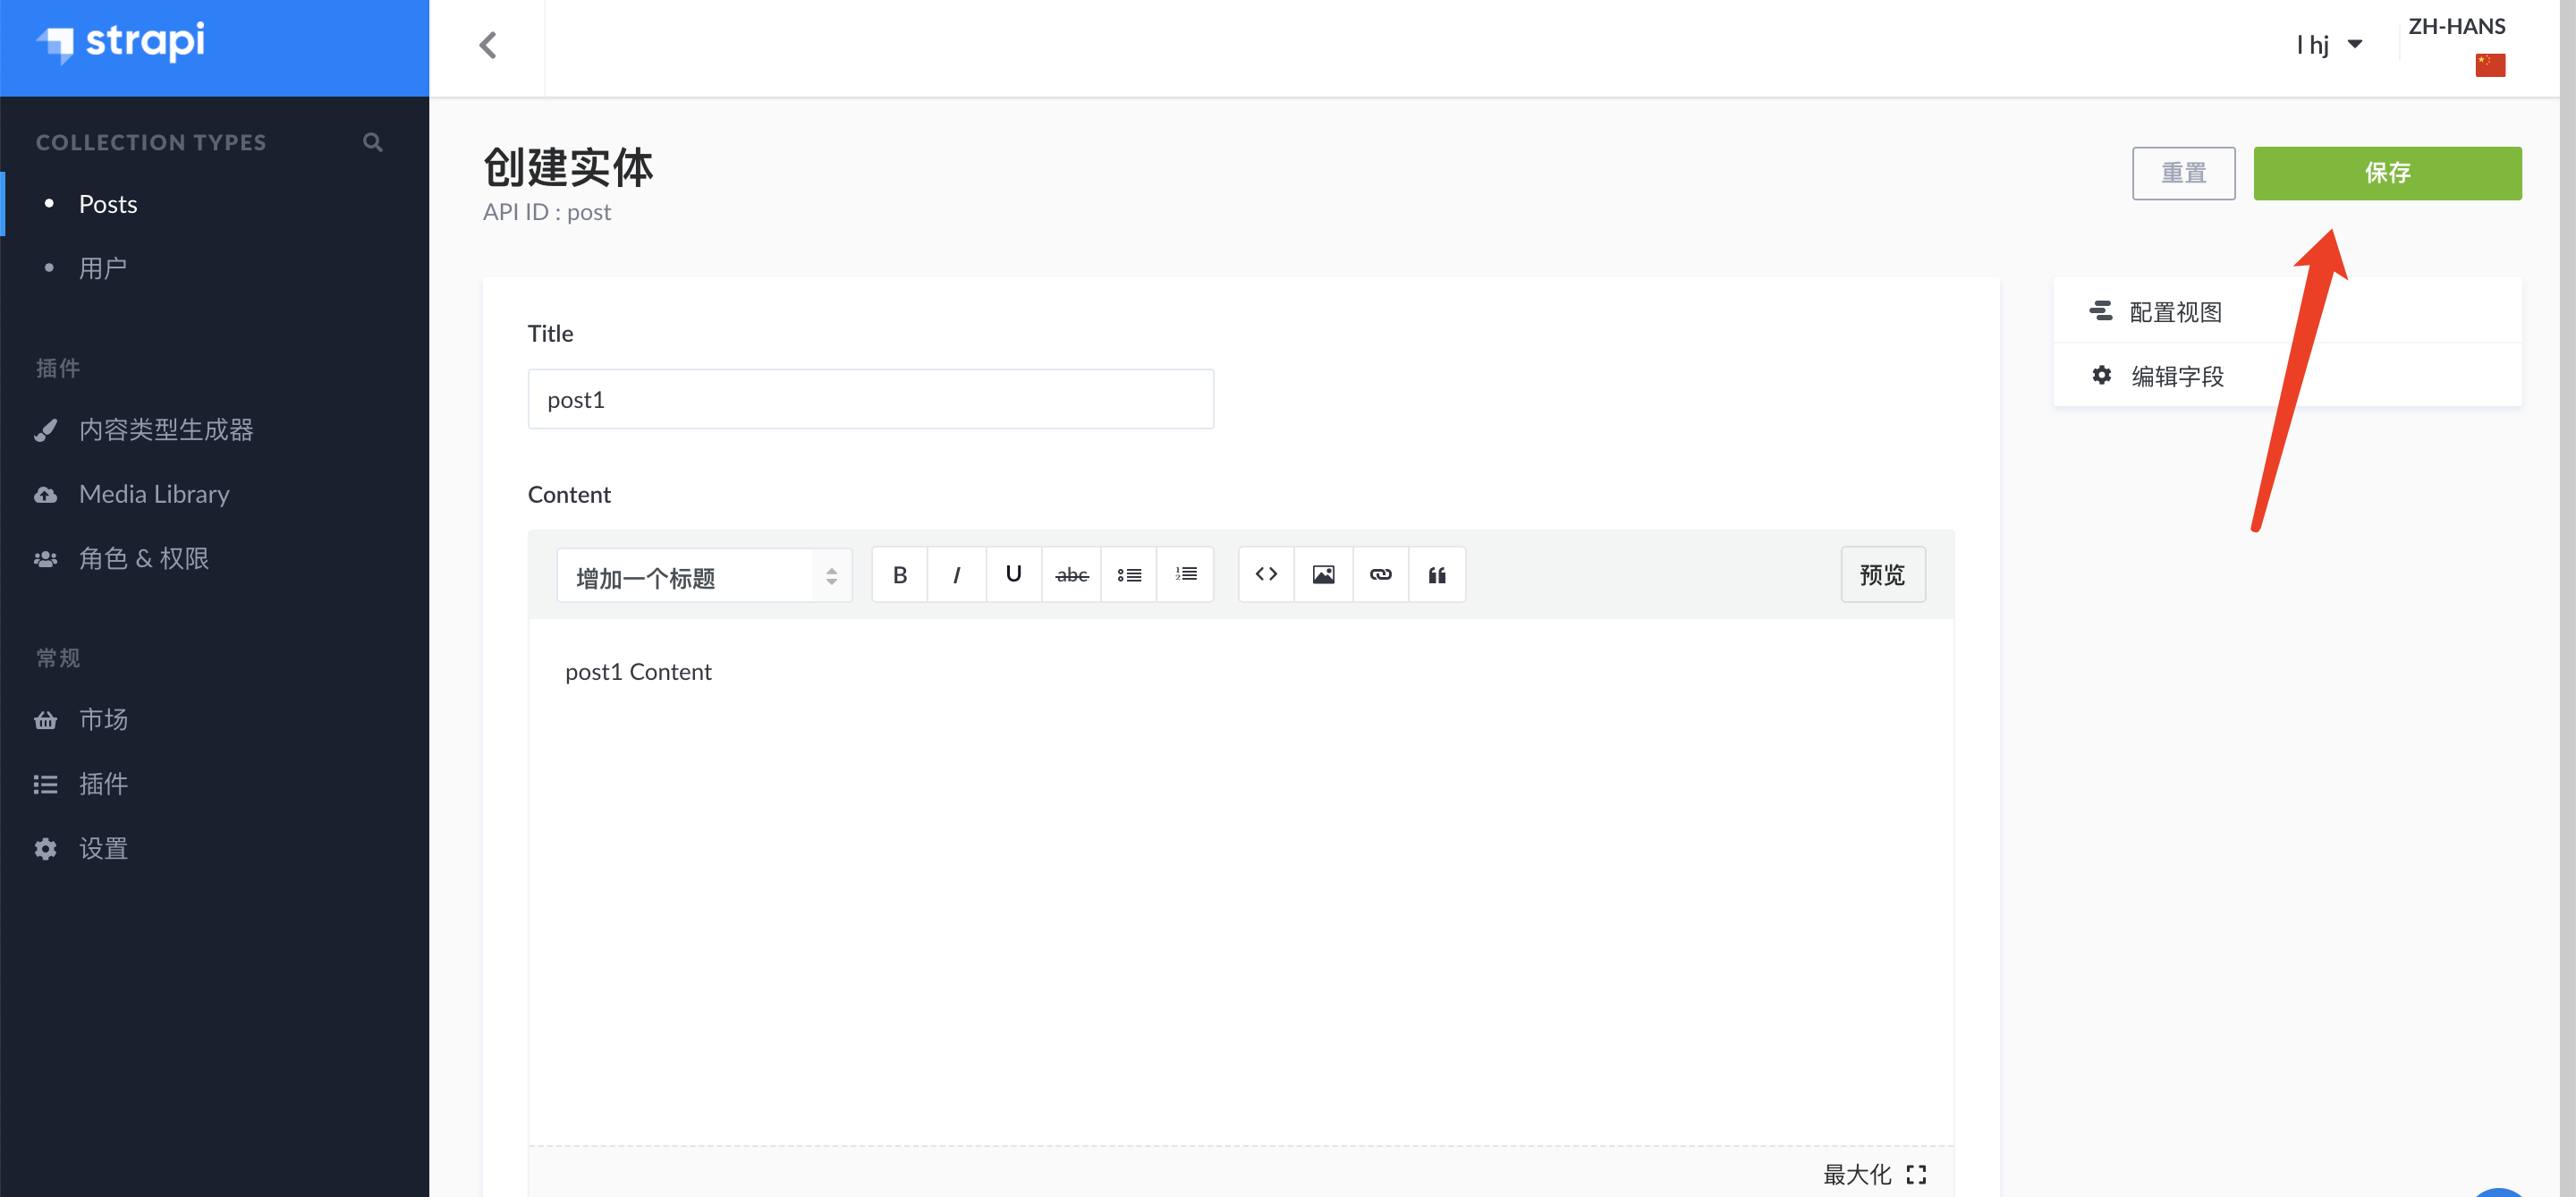 strapi
COLLECTION TYPES
Posts
用户
插件
内容类型生成器
Media Library
角色 & 权限
常规
市场
插件
设置
l hj
ZH-HANS
创建实体
API ID : post
重置
保存
配置视图
编辑字段
Title
post1
Content
增加一个标题
B I U abc
预览
post1 Content
最大化